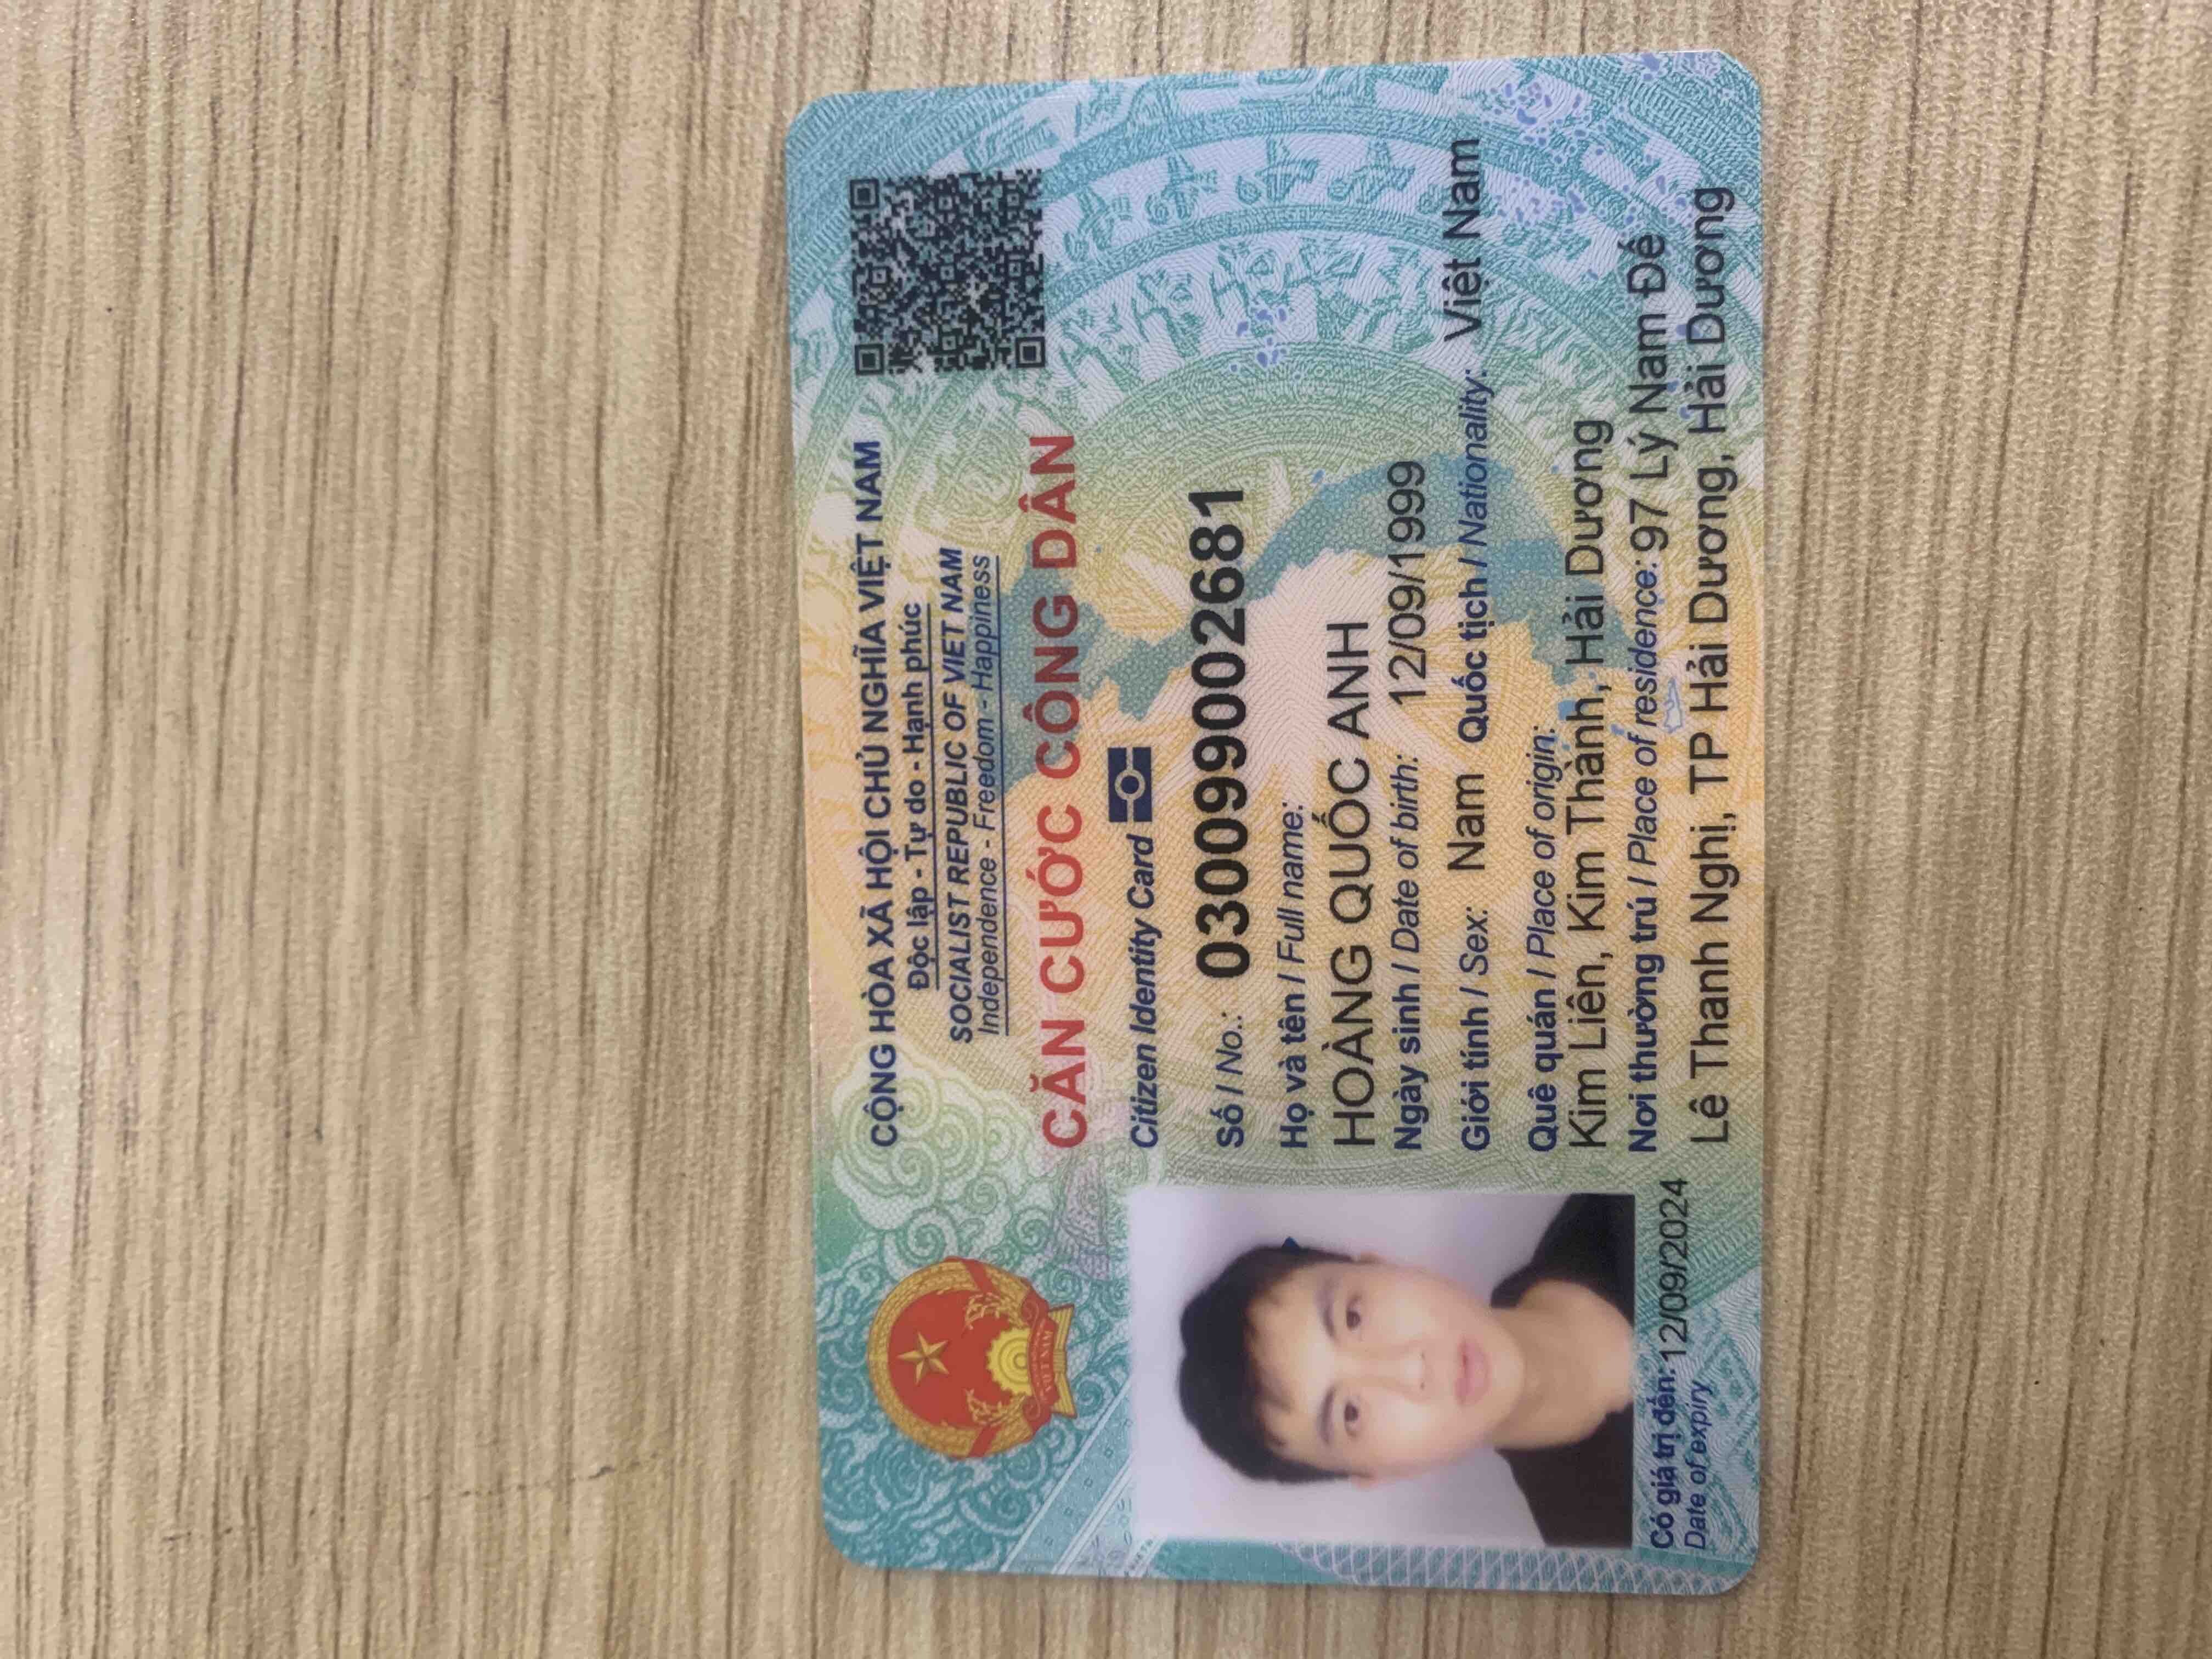 CỘNG HÒA XÃ HỘI CHỦ NGHĨA VIỆT NAM
Độc lập - Tự do - Hạnh phúc
SOCIALIST REPUBLIC OF VIET NAM
Independence - Freedom - Happiness
CĂN CƯỚC CÔNG DÂN
Citizen Identity Card
Số / No.: 030099002681
Họ và tên / Full name:
HOÀNG QUỐC ANH
Ngày sinh / Date of birth: 12/09/1999
Giới tính / Sex: Nam Quốc tịch / Nationality: Việt Nam
Quê quán / Place of origin:
Kim Liên, Kim Thành, Hải Dương
Nơi thường trú / Place of residence: 97 Lý Nam Đế
Lê Thanh Nghị, TP Hải Dương, Hải Dương
Có giá trị đến: 12/09/2024
Date of expiry
VIỆT NAM